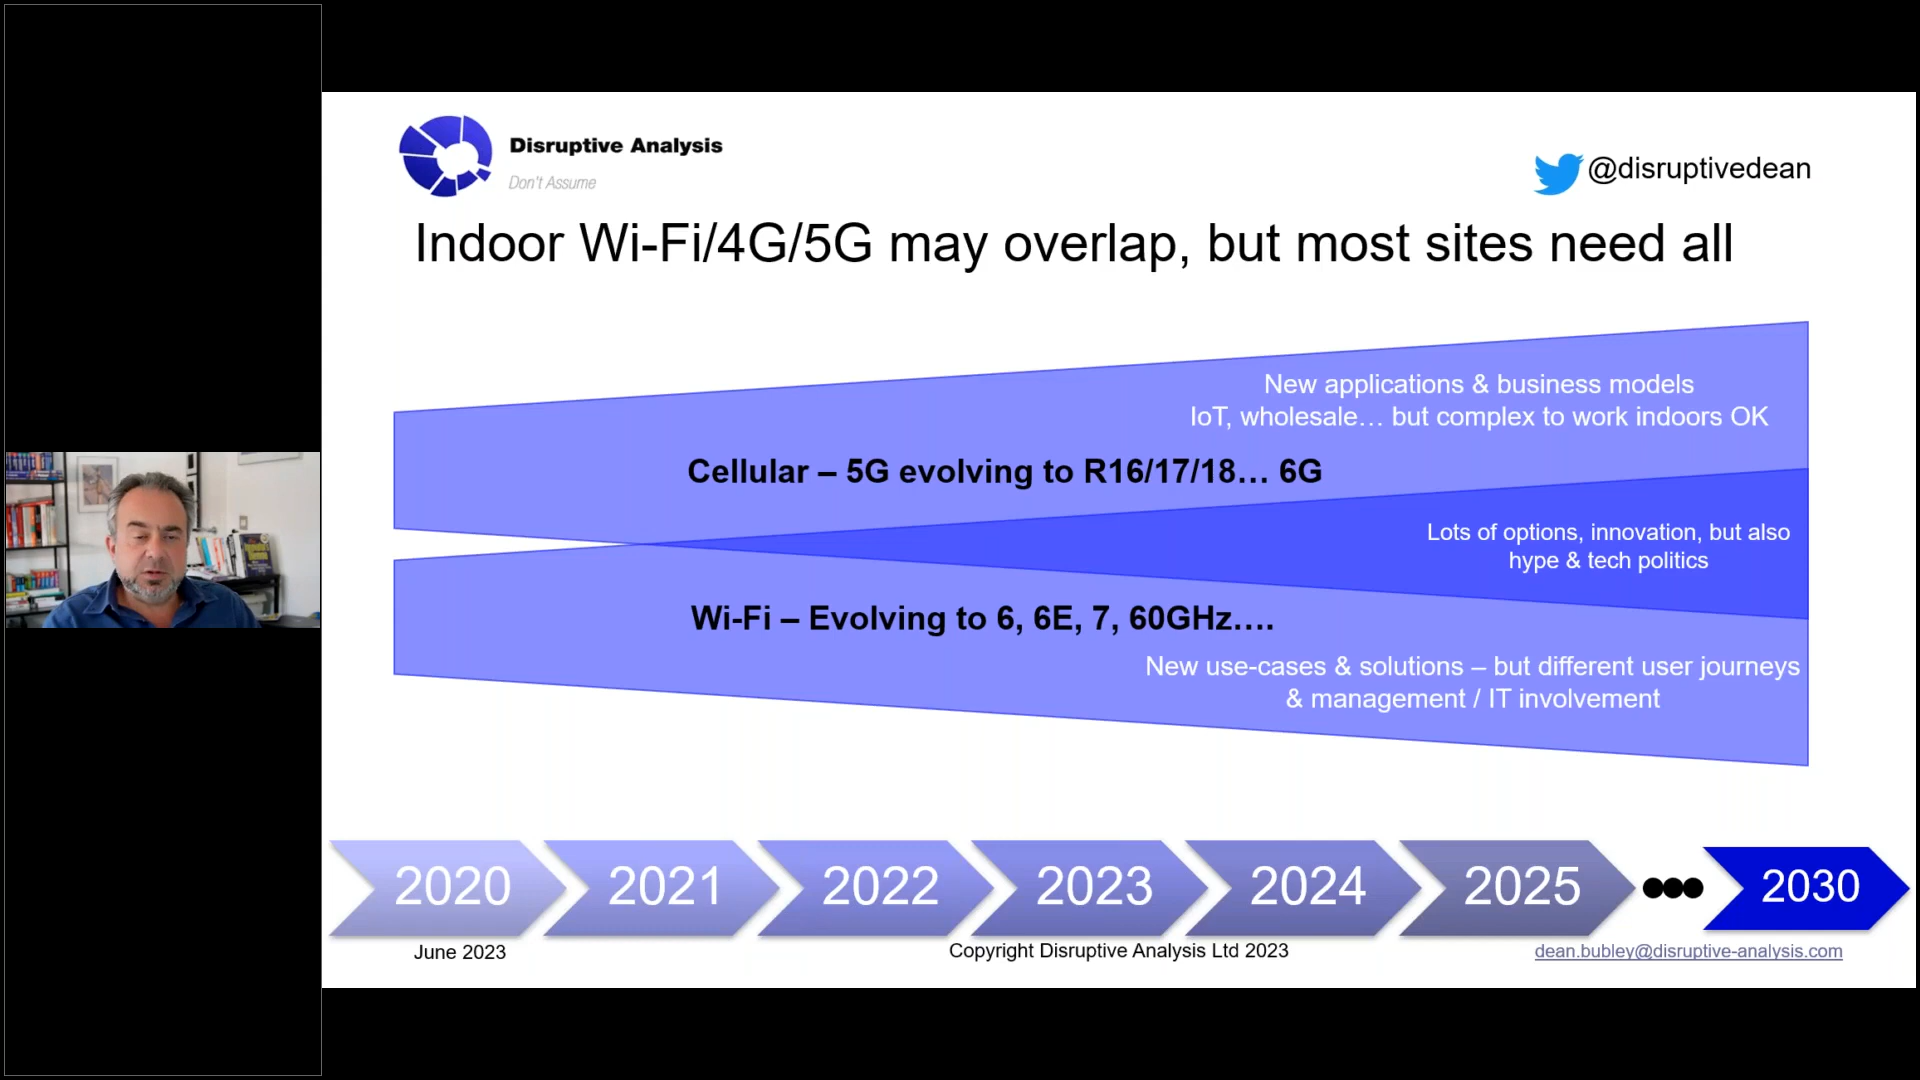 Disruptive Analysis
Don't Assume
@disruptivedean
Indoor Wi-Fi/4G/5G may overlap, but most sites need all
New applications & business models
IoT, wholesale… but complex to work indoors OK
Cellular – 5G evolving to R16/17/18… 6G
Lots of options, innovation, but also
hype & tech politics
Wi-Fi – Evolving to 6, 6E, 7, 60GHz….
New use-cases & solutions – but different user journeys
& management / IT involvement
2020
2021
2022
2023
2024
2025
2030
June 2023
Copyright Disruptive Analysis Ltd 2023
dean.bubley@disruptive-analysis.com